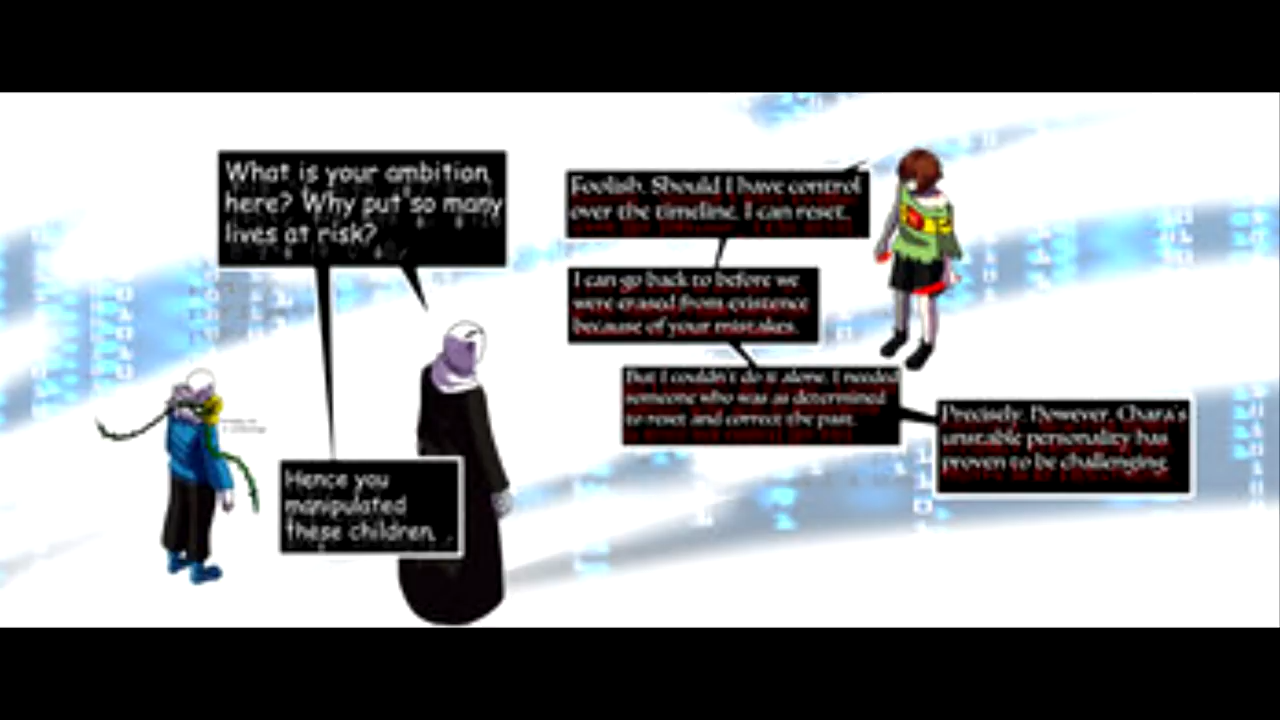 What is your ambition
here? Why put so many
lives at risk?
Hence you
manipulated
these children.
Foolish. Should I have control
over the timeline, I can reset.
I can go back to before we
were erased from existence
because of your mistakes.
But I couldn't do it alone. I needed
someone who was as determined
to reset and correct the past.
Precisely. However, Chara's
unstable personality has
proven to be challenging.